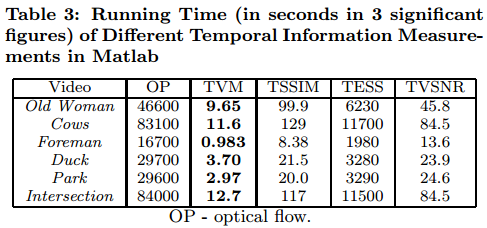 Table 3: Running Time (in seconds in 3 significant
figures) of Different Temporal Information Measure-
ments in Matlab
Video OP TVM TSSIM TESS TVSNR
Old Woman 46600 9.65 99.9 6230 45.8
Cows 83100 11.6 129 11700 84.5
Foreman 16700 0.983 8.38 1980 13.6
Duck 29700 3.70 21.5 3280 23.9
Park 29600 2.97 20.0 3290 24.6
Intersection 84000 12.7 117 11500 84.5
OP - optical flow.